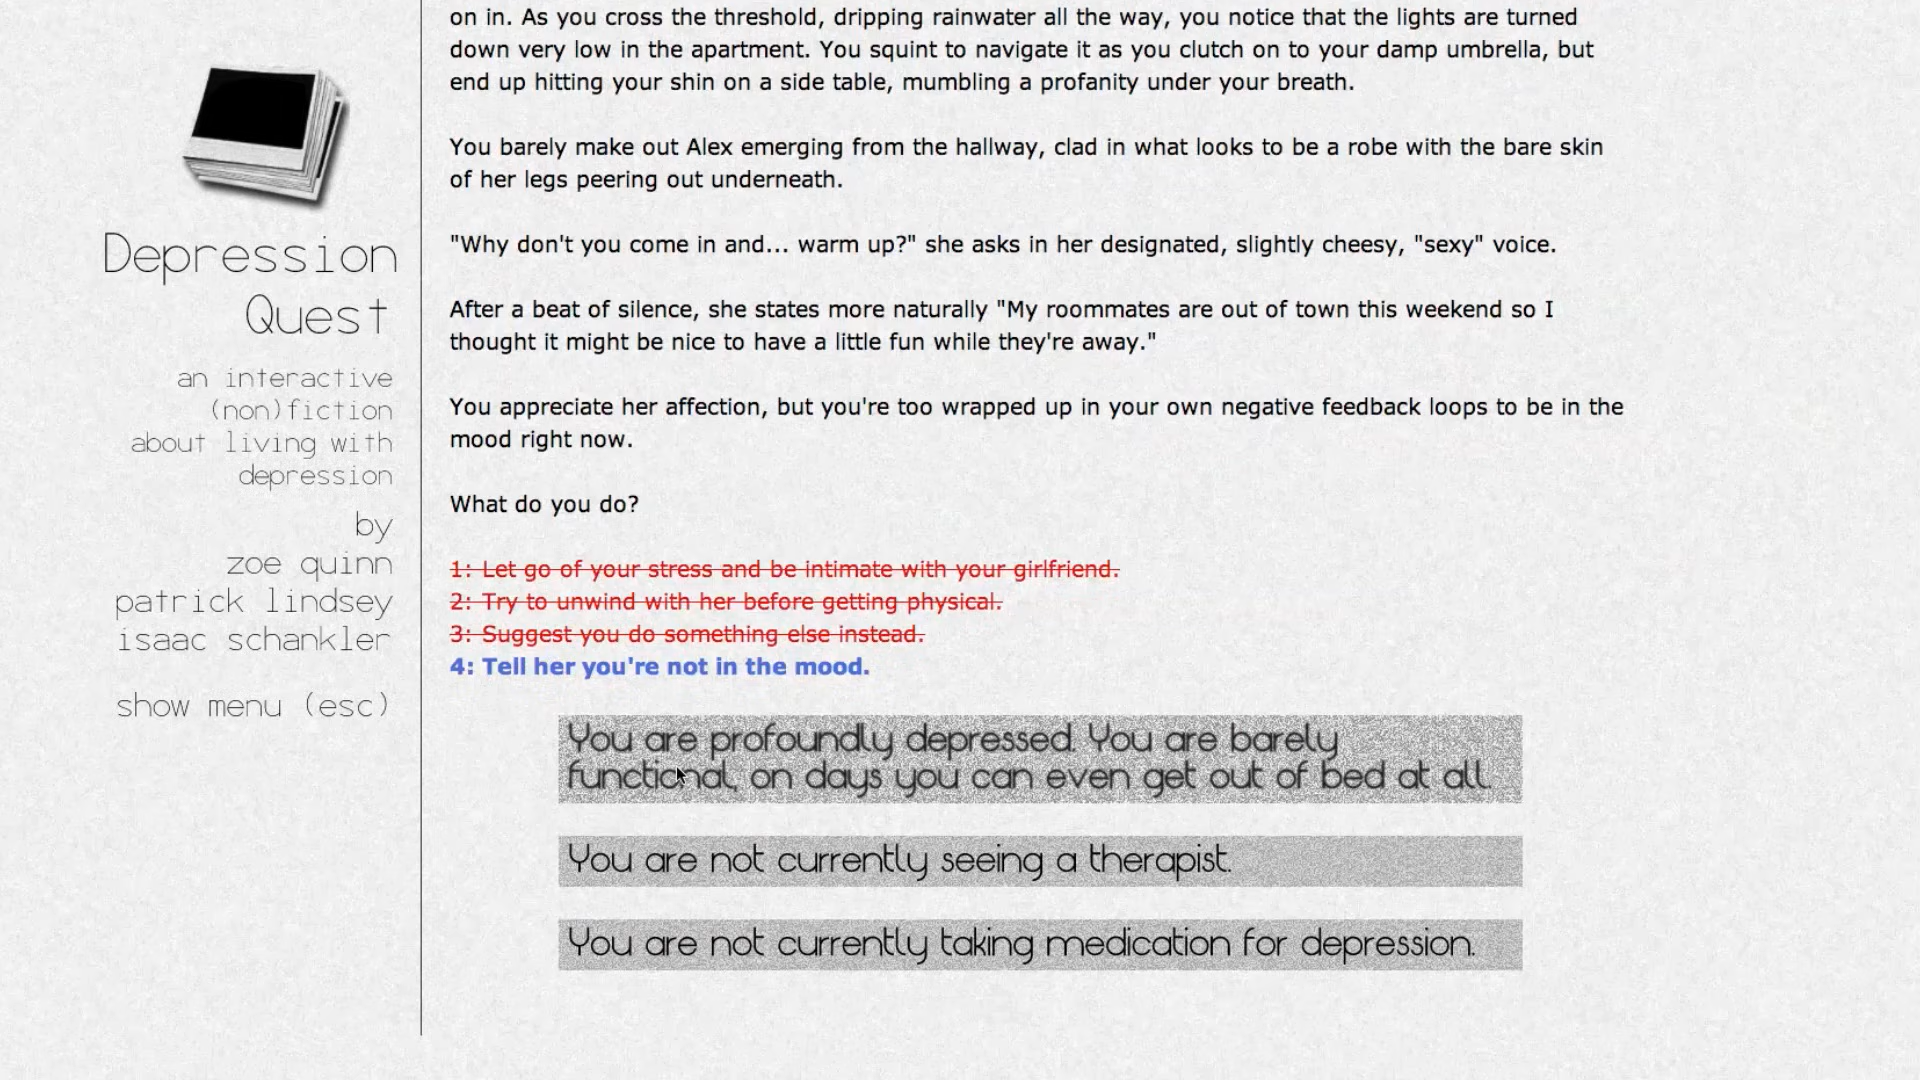 Depression
Quest
an interactive
(non)fiction
about living with
depression
by
zoe quinn
patrick lindsey
isaac schankler
show menu (esc)
on in. As you cross the threshold, dripping rainwater all the way, you notice that the lights are turned
down very low in the apartment. You squint to navigate it as you clutch on to your damp umbrella, but
end up hitting your shin on a side table, mumbling a profanity under your breath.
You barely make out Alex emerging from the hallway, clad in what looks to be a robe with the bare skin
of her legs peering out underneath.
"Why don't you come in and... warm up?" she asks in her designated, slightly cheesy, "sexy" voice.
After a beat of silence, she states more naturally "My roommates are out of town this weekend so I
thought it might be nice to have a little fun while they're away."
You appreciate her affection, but you're too wrapped up in your own negative feedback loops to be in the
mood right now.
What do you do?
1: Let go of your stress and be intimate with your girlfriend.
2: Try to unwind with her before getting physical.
3: Suggest you do something else instead.
4: Tell her you're not in the mood.
You are profoundly depressed. You are barely
functional, on days you can even get out of bed at all.
You are not currently seeing a therapist.
You are not currently taking medication for depression.